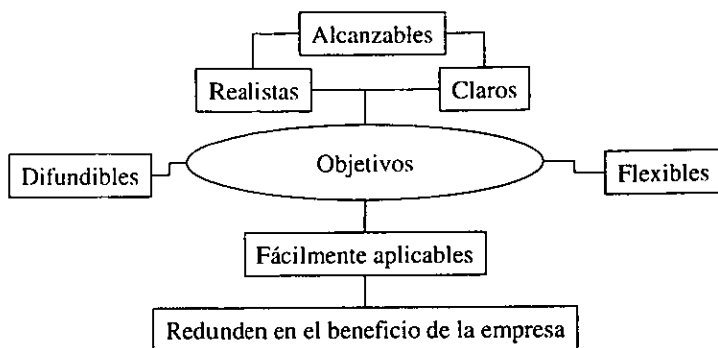 Alcanzables
Realistas
Claros
Difundibles
Objetivos
Flexibles
Fácilmente aplicables
Redunden en el beneficio de la empresa